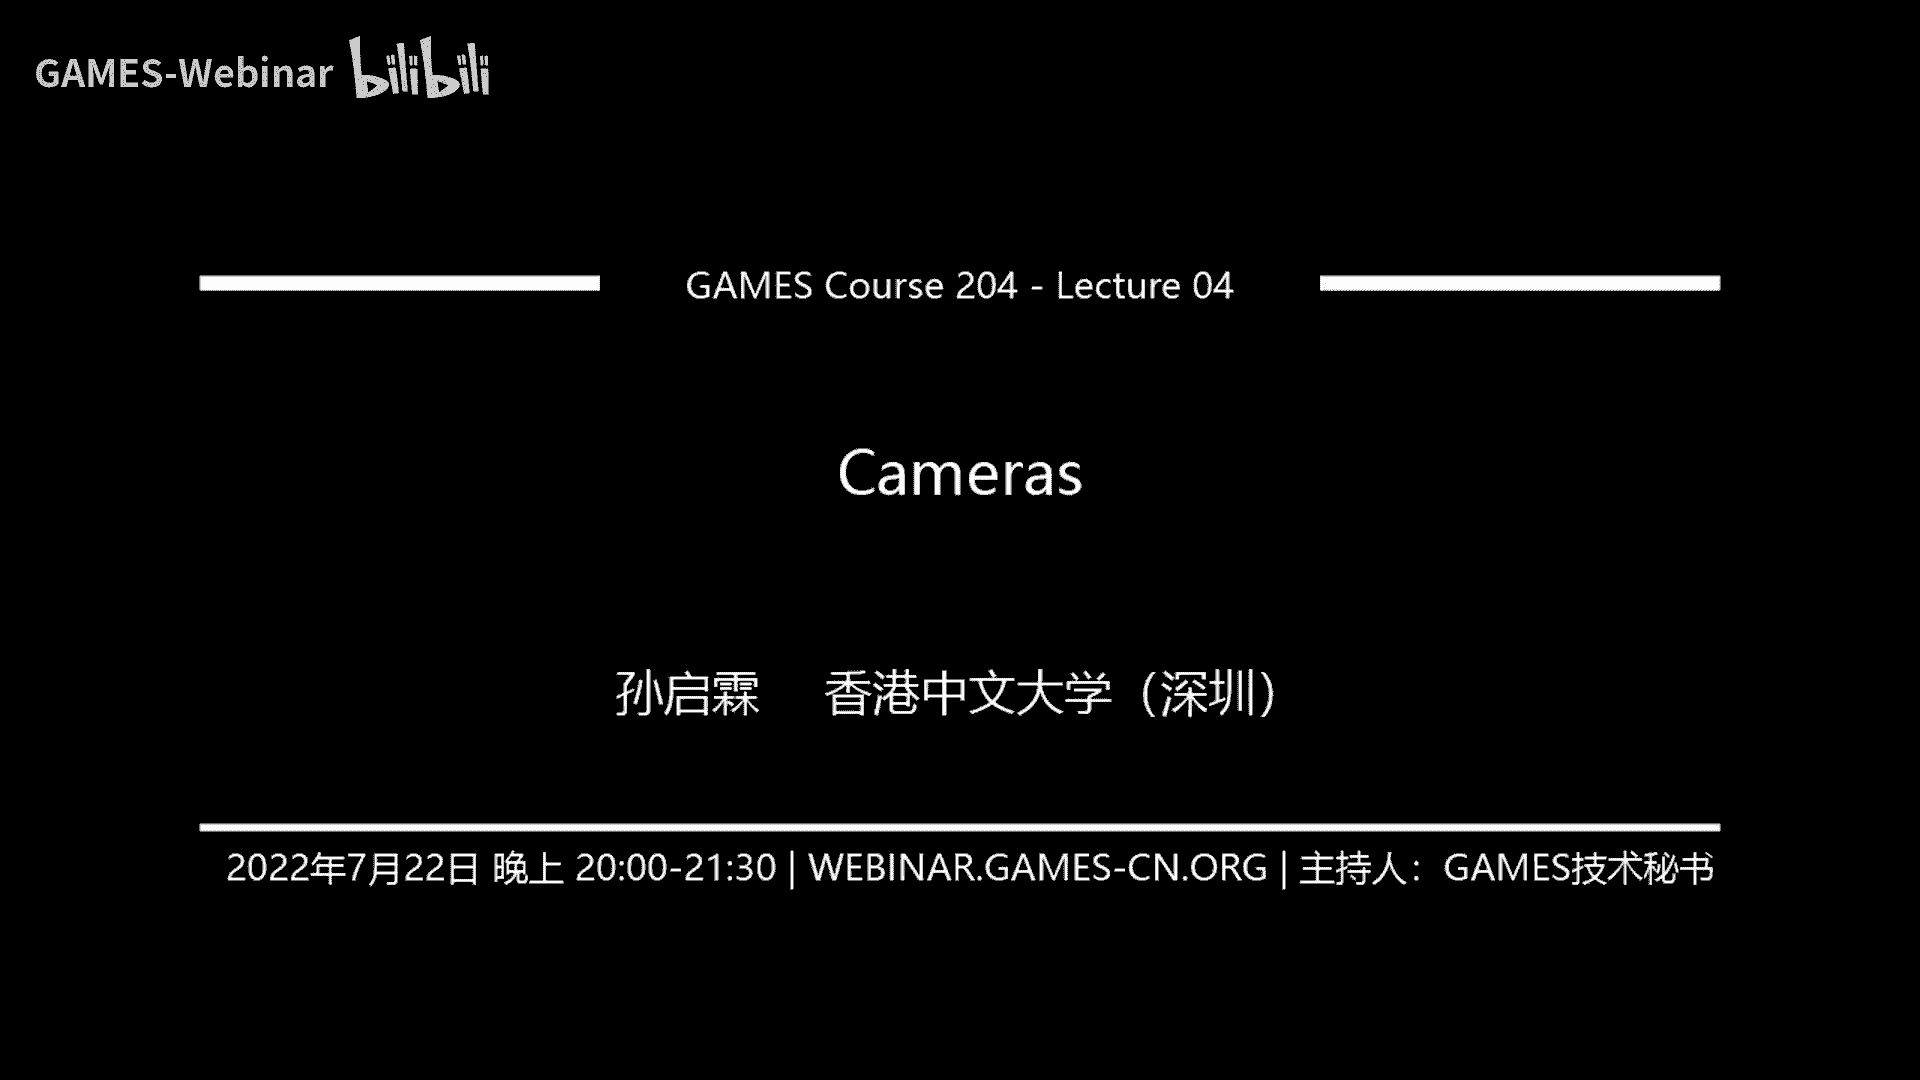 GAMES-Webinar bilibili
GAMES Course 204 - Lecture 04
Cameras
孙启霖 香港中文大学（深圳）
2022年7月22日 晚上 20:00-21:30 | WEBINAR.GAMES-CN.ORG | 主持人：GAMES技术秘书